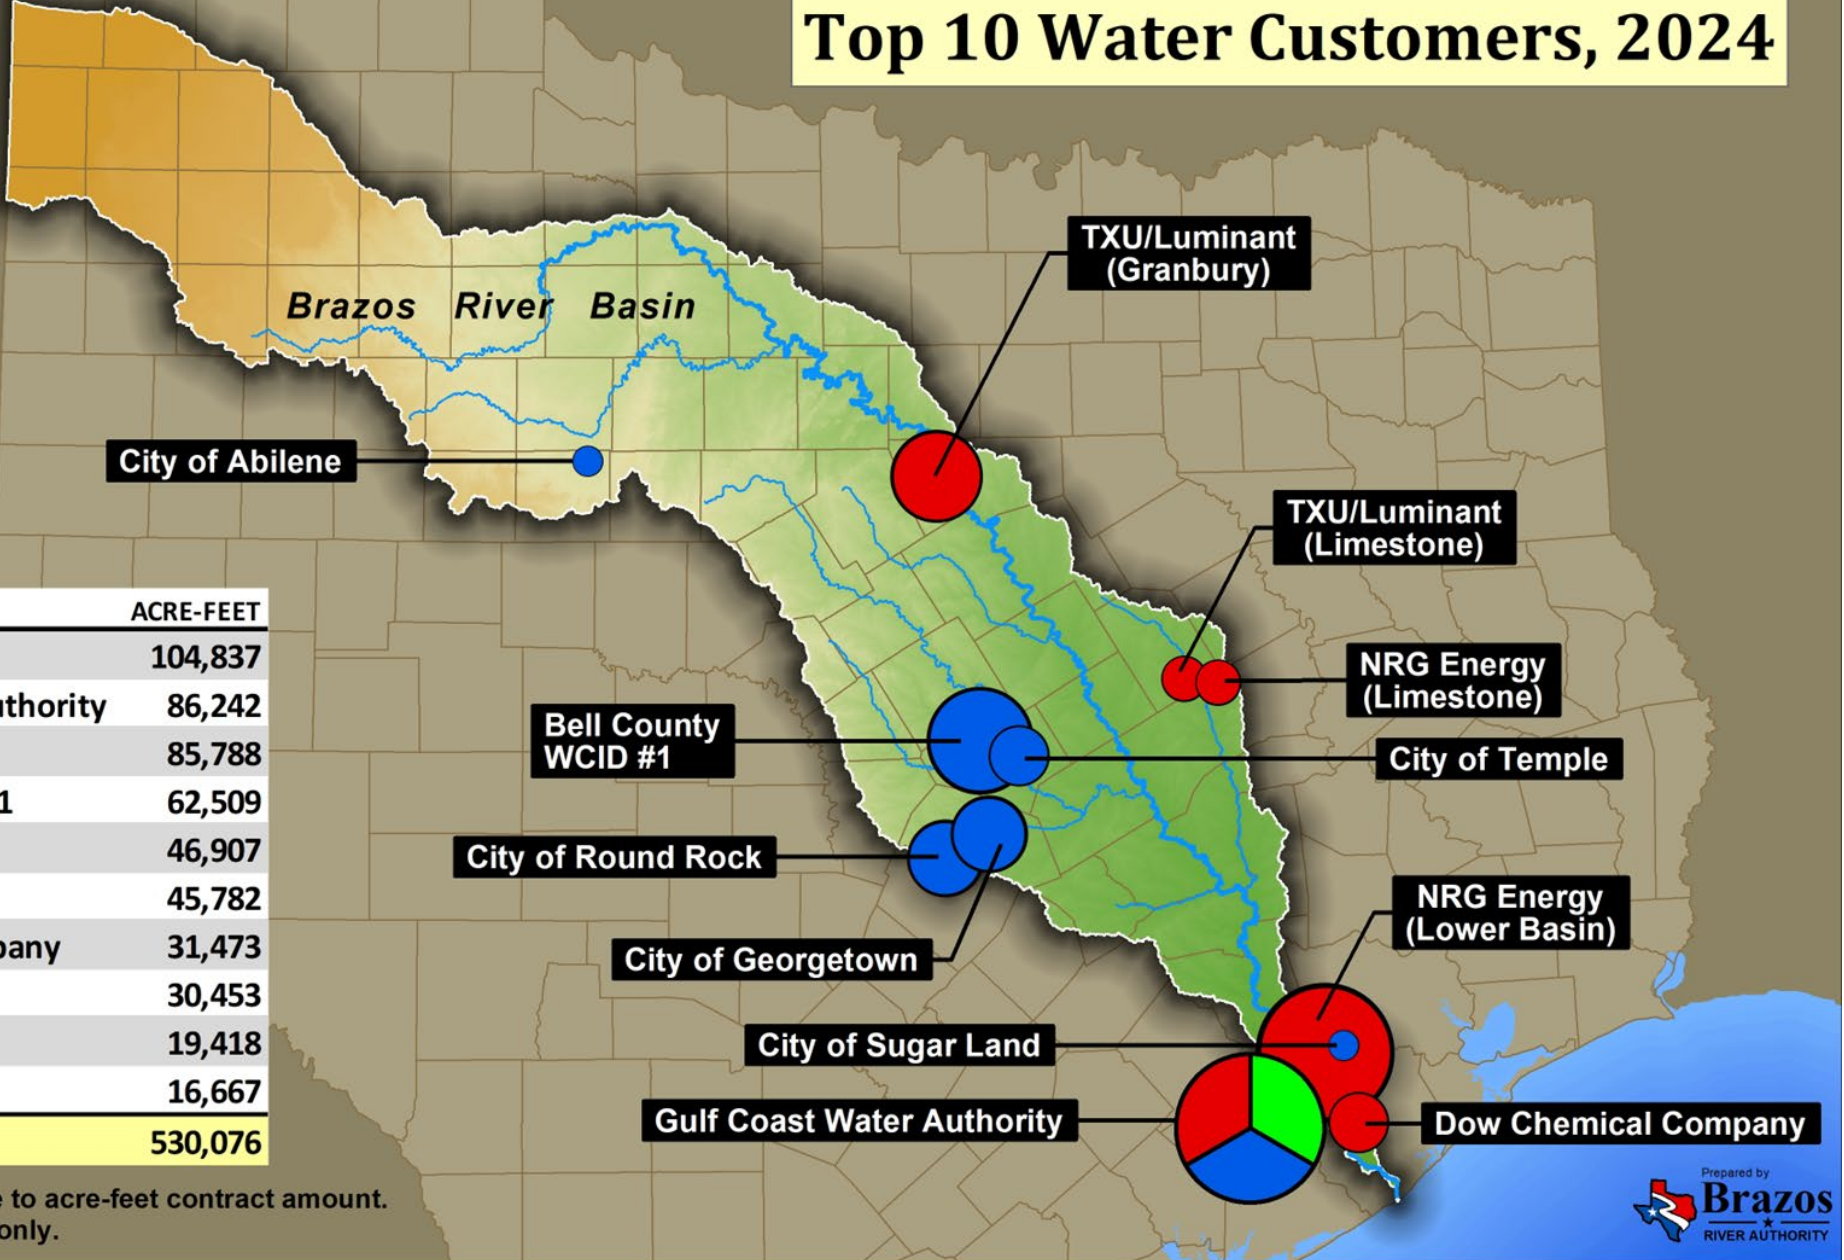 Top 10 Water Customers, 2024
TXU/Luminant
(Granbury)
Brazos River Basin
City of Abilene
TXU/Luminant
(Limestone)
NRG Energy
(Limestone)
Bell County
WCID #1
City of Temple
City of Round Rock
NRG Energy
(Lower Basin)
City of Georgetown
City of Sugar Land
Gulf Coast Water Authority
Dow Chemical Company
ACRE-FEET
104,837
uthority 86,242
85,788
1 62,509
46,907
45,782
pany 31,473
30,453
19,418
16,667
530,076
e to acre-feet contract amount.
only.
Prepared by
Brazos
RIVER AUTHORITY